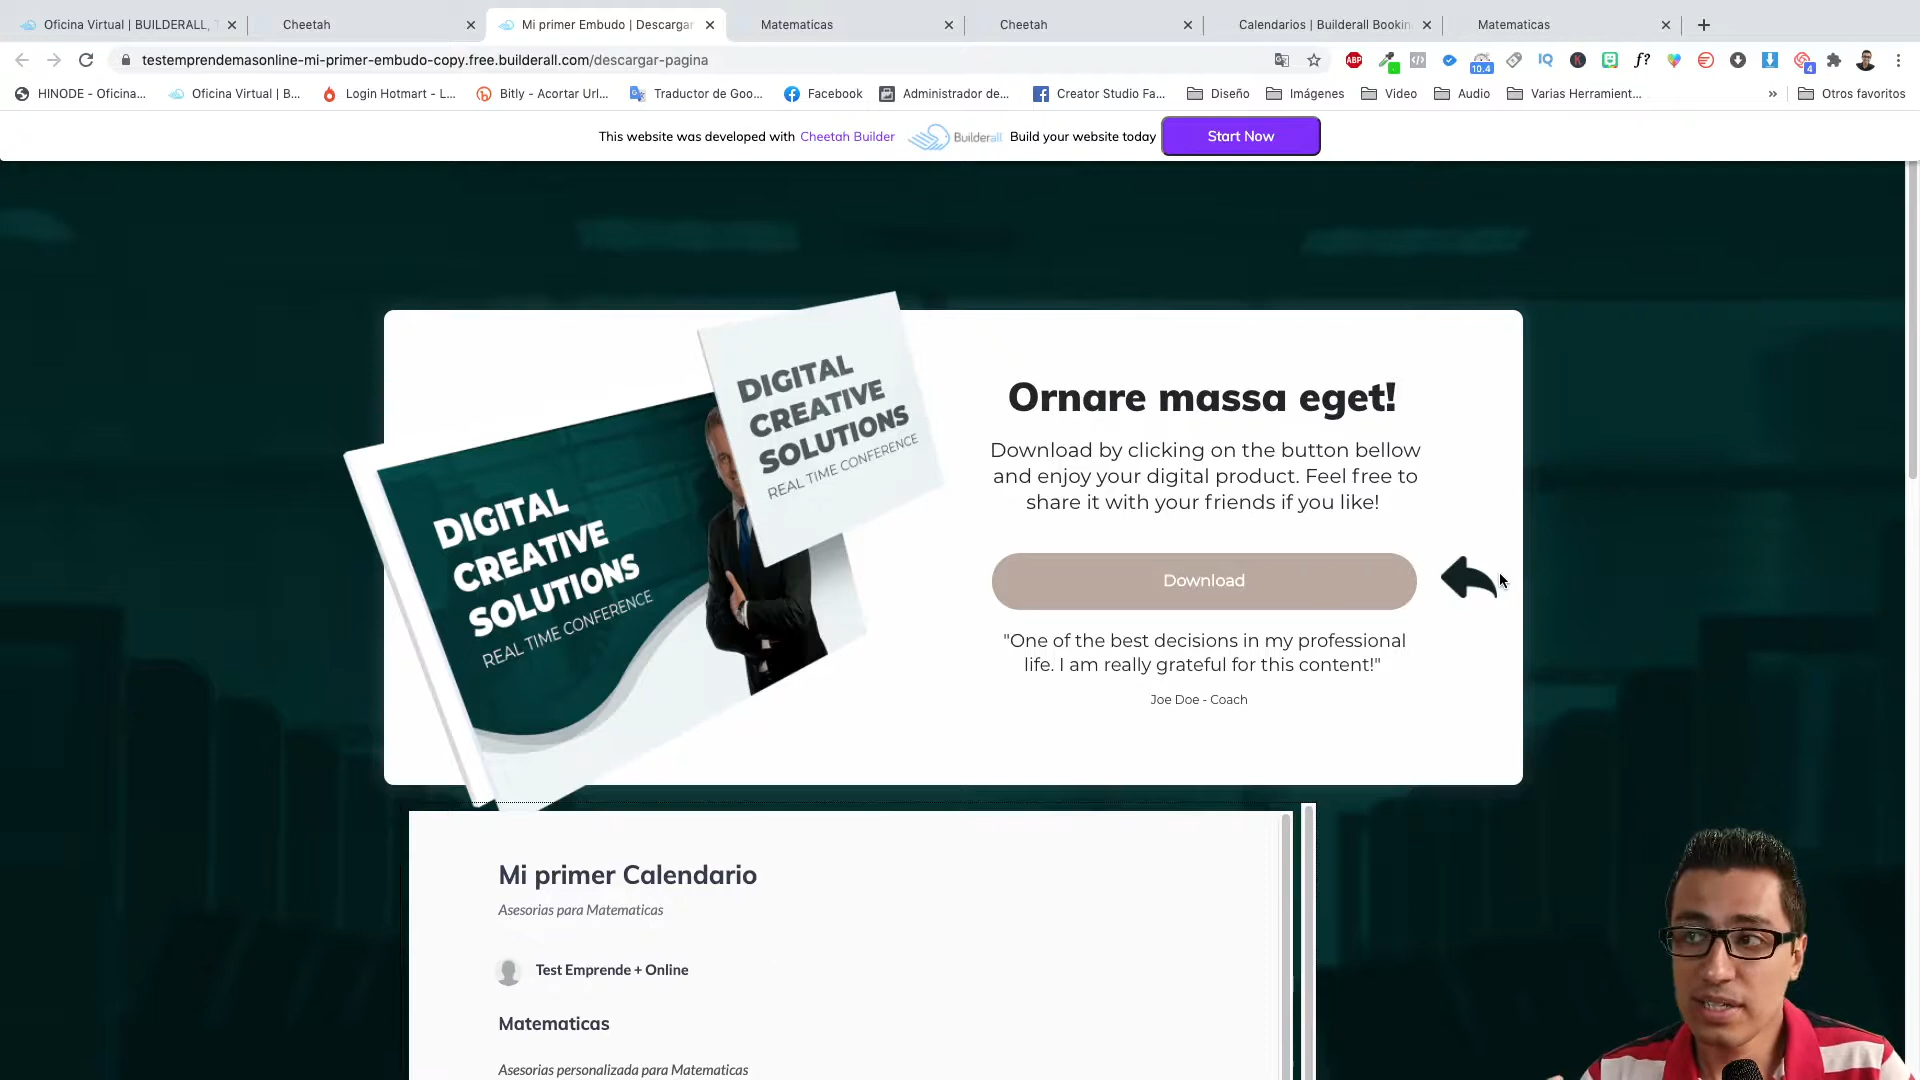 Oficina Virtual | BUILDERALL,
Cheetah
Mi primer Embudo | Descargar
Matematicas
Cheetah
Calendarios | Builderall Bookin
Matematicas
testemprendemasonline-mi-primer-embudo-copy.free.builderall.com/descargar-pagina
ABP
10.4
IQ
K
f?
4
HINODE - Oficina...
Oficina Virtual | B...
Login Hotmart - L...
Bitly - Acortar Url...
Traductor de Goo...
Facebook
Administrador de...
Creator Studio Fa...
Diseño
Imágenes
Video
Audio
Varias Herramient...
»
Otros favoritos
This website was developed with Cheetah Builder
Builderall
Build your website today
Start Now
DIGITAL
CREATIVE
SOLUTIONS
REAL TIME CONFERENCE
DIGITAL
CREATIVE
SOLUTIONS
REAL TIME CONFERENCE
Ornare massa eget!
Download by clicking on the button bellow
and enjoy your digital product. Feel free to
share it with your friends if you like!
Download
"One of the best decisions in my professional
life. I am really grateful for this content!"
Joe Doe - Coach
Mi primer Calendario
Asesorias para Matematicas
Test Emprende + Online
Matematicas
Asesorias personalizada para Matematicas